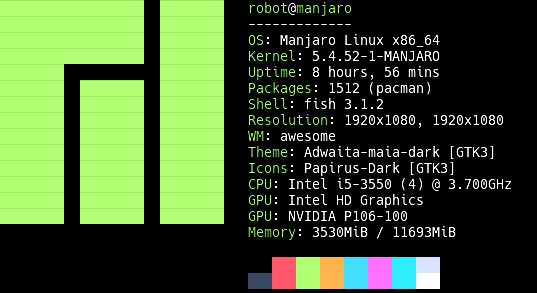 robot@manjaro
-------------
OS: Manjaro Linux x86_64
Kernel: 5.4.52-1-MANJARO
Uptime: 8 hours, 56 mins
Packages: 1512 (pacman)
Shell: fish 3.1.2
Resolution: 1920x1080, 1920x1080
WM: awesome
Theme: Adwaita-maia-dark [GTK3]
Icons: Papirus-Dark [GTK3]
CPU: Intel i5-3550 (4) @ 3.700GHz
GPU: Intel HD Graphics
GPU: NVIDIA P106-100
Memory: 3530MiB / 11693MiB